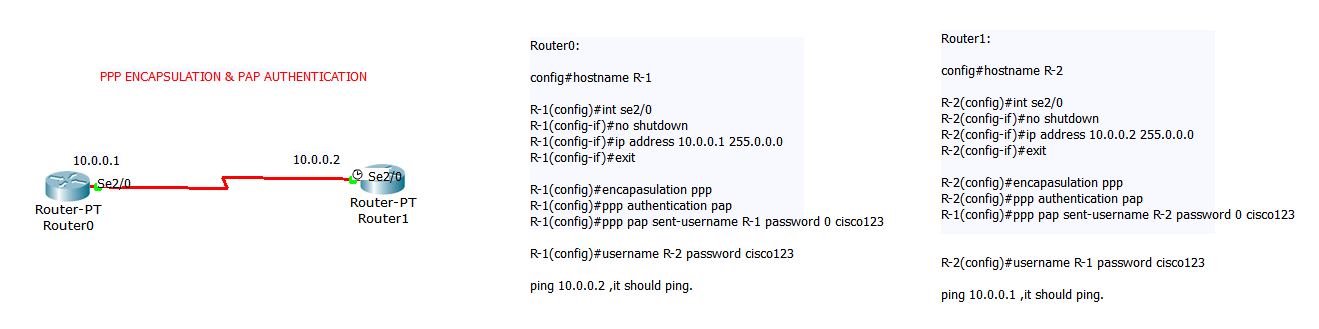 PPP ENCAPSULATION & PAP AUTHENTICATION
10.0.0.1
10.0.0.2
Se2/0
Se2/0
Router-PT
Router0
Router-PT
Router1
Router0:
config#hostname R-1
R-1(config)#int se2/0
R-1(config-if)#no shutdown
R-1(config-if)#ip address 10.0.0.1 255.0.0.0
R-1(config-if)#exit
R-1(config)#encapasulation ppp
R-1(config)#ppp authentication pap
R-1(config)#ppp pap sent-username R-1 password 0 cisco123
R-1(config)#username R-2 password cisco123
ping 10.0.0.2 ,it should ping.
Router1:
config#hostname R-2
R-2(config)#int se2/0
R-2(config-if)#no shutdown
R-2(config-if)#ip address 10.0.0.2 255.0.0.0
R-2(config-if)#exit
R-2(config)#encapasulation ppp
R-2(config)#ppp authentication pap
R-1(config)#ppp pap sent-username R-2 password 0 cisco123
R-2(config)#username R-1 password cisco123
ping 10.0.0.1 ,it should ping.